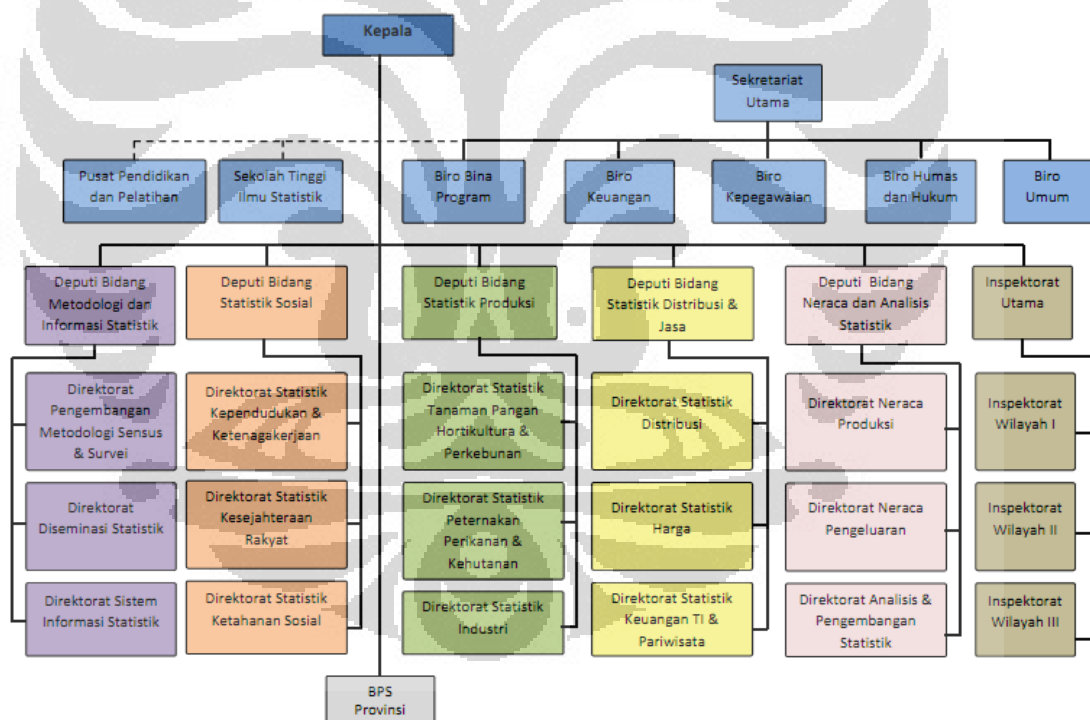 Kepala
Sekretariat
Utama
Pusat Pendidikan
dan Pelatihan
Sekolah Tinggi
Ilmu Statistik
Biro Bina
Program
Biro
Keuangan
Biro
Kepegawaian
Biro Humas
dan Hukum
Biro
Umum
Deputi Bidang
Metodologi dan
Informasi Statistik
Deputi Bidang
Statistik Sosial
Deputi Bidang
Statistik Produksi
Deputi Bidang
Statistik Distribusi &
Jasa
Deputi Bidang
Neraca dan Analisis
Statistik
Inspektorat
Utama
Direktorat
Pengembangan
Metodologi Sensus
& Survei
Direktorat Statistik
Kependudukan &
Ketenagakerjaan
Direktorat Statistik
Tanaman Pangan
Hortikultura &
Perkebunan
Direktorat Statistik
Distribusi
Direktorat Neraca
Produksi
Inspektorat
Wilayah I
Direktorat
Diseminasi Statistik
Direktorat Statistik
Kesejahteraan
Rakyat
Direktorat Statistik
Peternakan
Perikanan &
Kehutanan
Direktorat Statistik
Harga
Direktorat Neraca
Pengeluaran
Inspektorat
Wilayah II
Direktorat Sistem
Informasi Statistik
Direktorat Statistik
Ketahanan Sosial
Direktorat Statistik
Industri
Direktorat Statistik
Keuangan TI &
Pariwisata
Direktorat Analisis &
Pengembangan
Statistik
Inspektorat
Wilayah III
BPS
Provinsi